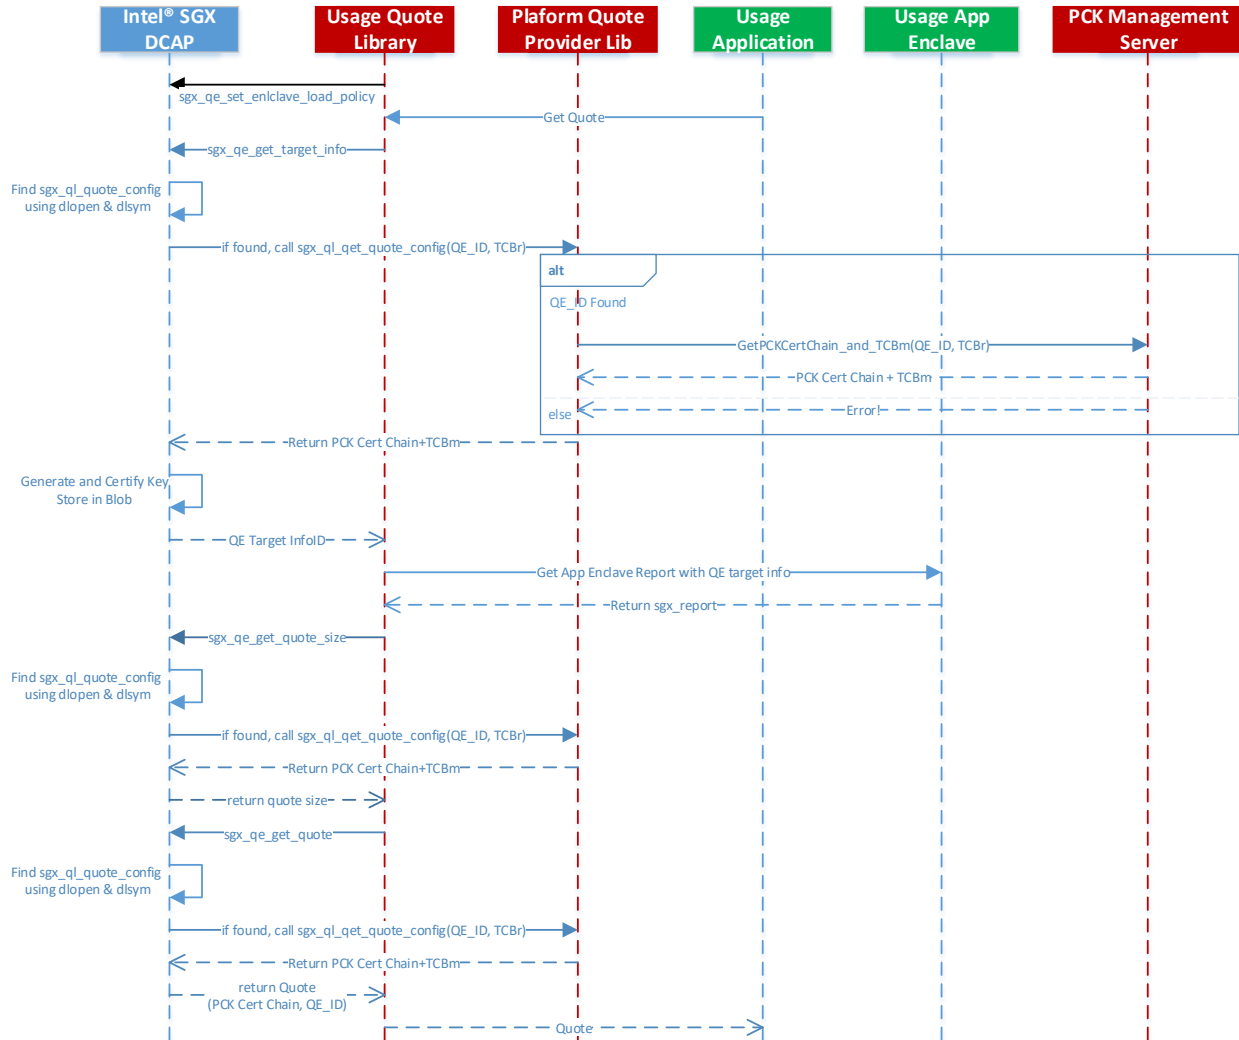 Intel® SGX
DCAP
Usage Quote
Library
Plaform Quote
Provider Lib
Usage
Application
Usage App
Enclave
PCK Management
Server
sgx_qe_set_enlclave_load_policy
Get Quote
sgx_qe_get_target_info
Find sgx_ql_quote_config
using dlopen & dlsym
if found, call sgx_ql_qet_quote_config(QE_ID, TCBr)
alt
QE_ID Found
GetPCKCertChain_and_TCBm(QE_ID, TCBr)
PCK Cert Chain + TCBm
Error!
else
Return PCK Cert Chain+TCBm
Generate and Certify Key
Store in Blob
QE Target InfoID
Get App Enclave Report with QE target info
Return sgx_report
sgx_qe_get_quote_size
Find sgx_ql_quote_config
using dlopen & dlsym
if found, call sgx_ql_qet_quote_config(QE_ID, TCBr)
Return PCK Cert Chain+TCBm
return quote size
sgx_qe_get_quote
Find sgx_ql_quote_config
using dlopen & dlsym
if found, call sgx_ql_qet_quote_config(QE_ID, TCBr)
Return PCK Cert Chain+TCBm
return Quote
(PCK Cert Chain, QE_ID)
Quote